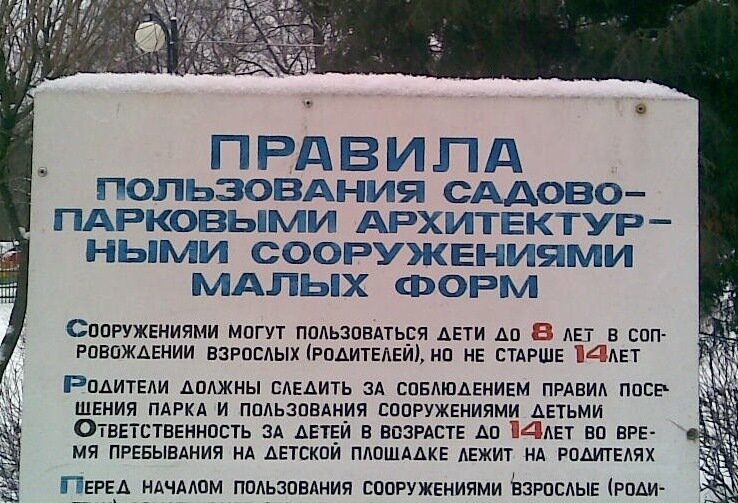 ПРАВИЛА
ПОЛЬЗОВАНИЯ САДОВО-
ПАРКОВЫМИ АРХИТЕКТУР-
НЫМИ СООРУЖЕНИЯМИ
МАЛЫХ ФОРМ
СООРУЖЕНИЯМИ МОГУТ ПОЛЬЗОВАТЬСЯ ДЕТИ ДО 8 ЛЕТ В СОП-
РОВОЖДЕНИИ ВЗРОСЛЫХ (РОДИТЕЛЕЙ), НО НЕ СТАРШЕ 14 ЛЕТ
РОДИТЕЛИ ДОЛЖНЫ СЛЕДИТЬ ЗА СОБЛЮДЕНИЕМ ПРАВИЛ ПОСЕ-
ЩЕНИЯ ПАРКА И ПОЛЬЗОВАНИЯ СООРУЖЕНИЯМИ ДЕТЬМИ
ОТВЕТСТВЕННОСТЬ ЗА ДЕТЕЙ В ВОЗРАСТЕ ДО 14 ЛЕТ ВО ВРЕ-
МЯ ПРЕБЫВАНИЯ НА ДЕТСКОЙ ПЛОЩАДКЕ ЛЕЖИТ НА РОДИТЕЛЯХ
ПЕРЕД НАЧАЛОМ ПОЛЬЗОВАНИЯ СООРУЖЕНИЯМИ ВЗРОСЛЫЕ (РОДИ-